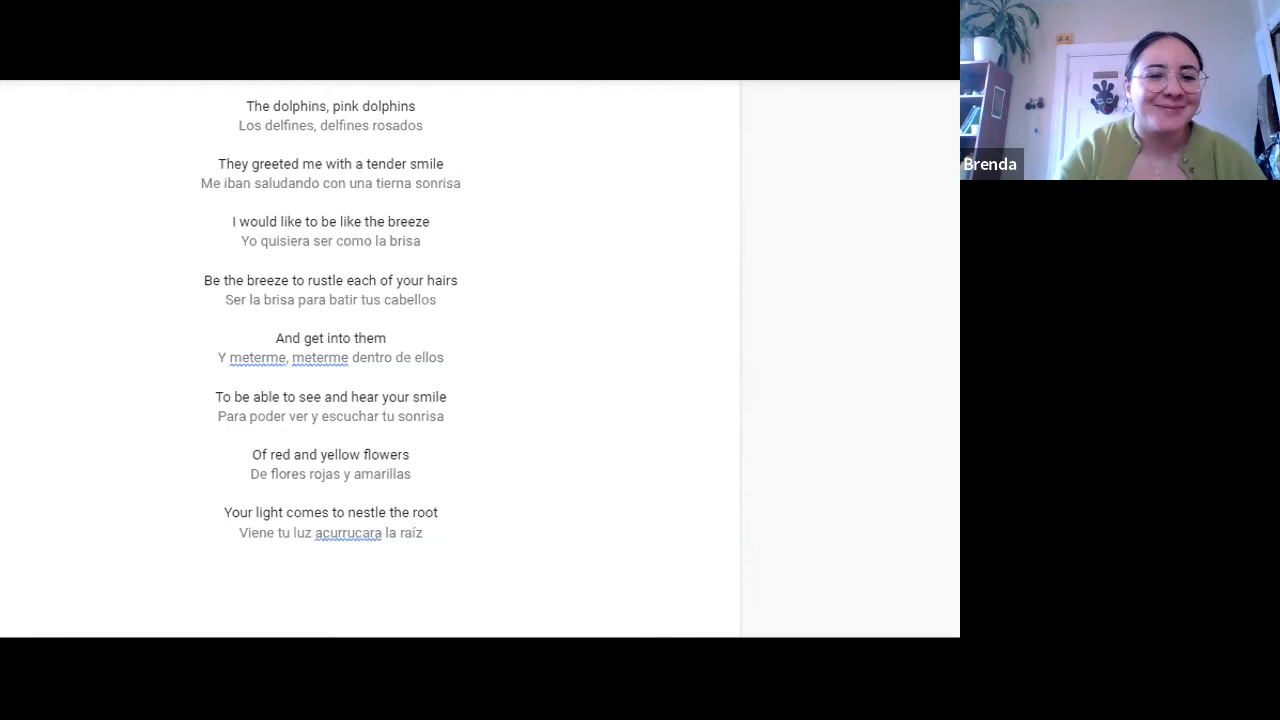 The dolphins, pink dolphins
Los delfines, delfines rosados
They greeted me with a tender smile
Me iban saludando con una tierna sonrisa
I would like to be like the breeze
Yo quisiera ser como la brisa
Be the breeze to rustle each of your hairs
Ser la brisa para batir tus cabellos
And get into them
Y meterme, meterme dentro de ellos
To be able to see and hear your smile
Para poder ver y escuchar tu sonrisa
Of red and yellow flowers
De flores rojas y amarillas
Your light comes to nestle the root
Viene tu luz acurrucara la raíz
Brenda